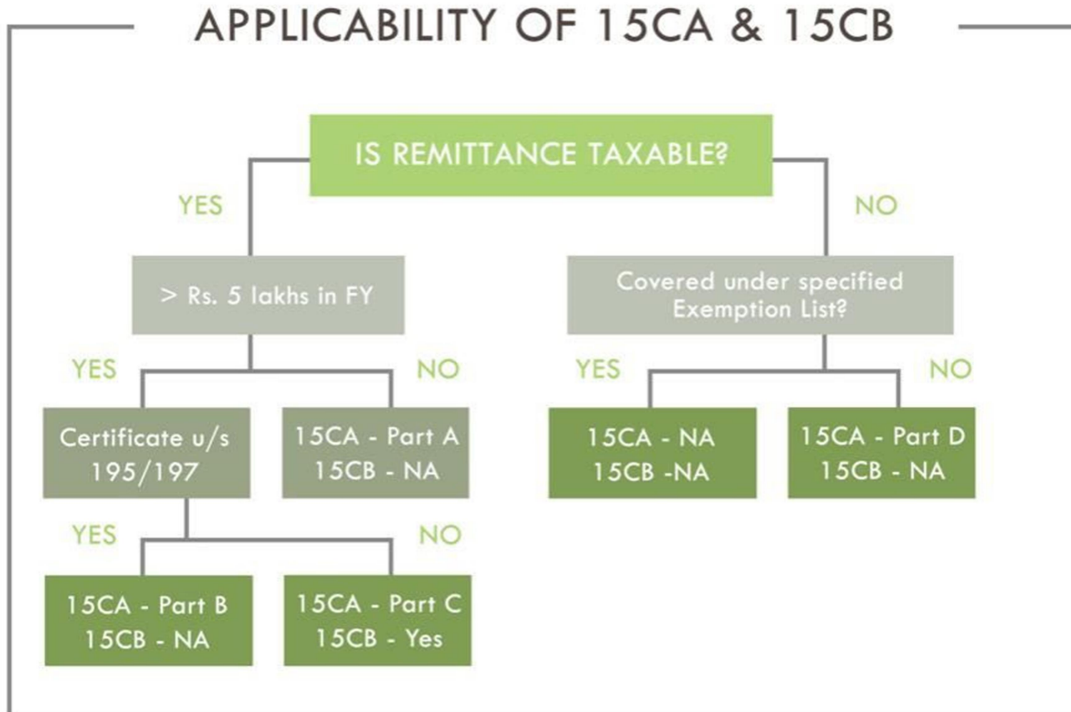 APPLICABILITY OF 15CA & 15CB
IS REMITTANCE TAXABLE?
YES
NO
> Rs. 5 lakhs in FY
Covered under specified
Exemption List?
YES
NO
YES
NO
Certificate u/s
195/197
15CA - Part A
15CB - NA
15CA - NA
15CB -NA
15CA - Part D
15CB - NA
YES
NO
15CA - Part B
15CB - NA
15CA - Part C
15CB - Yes